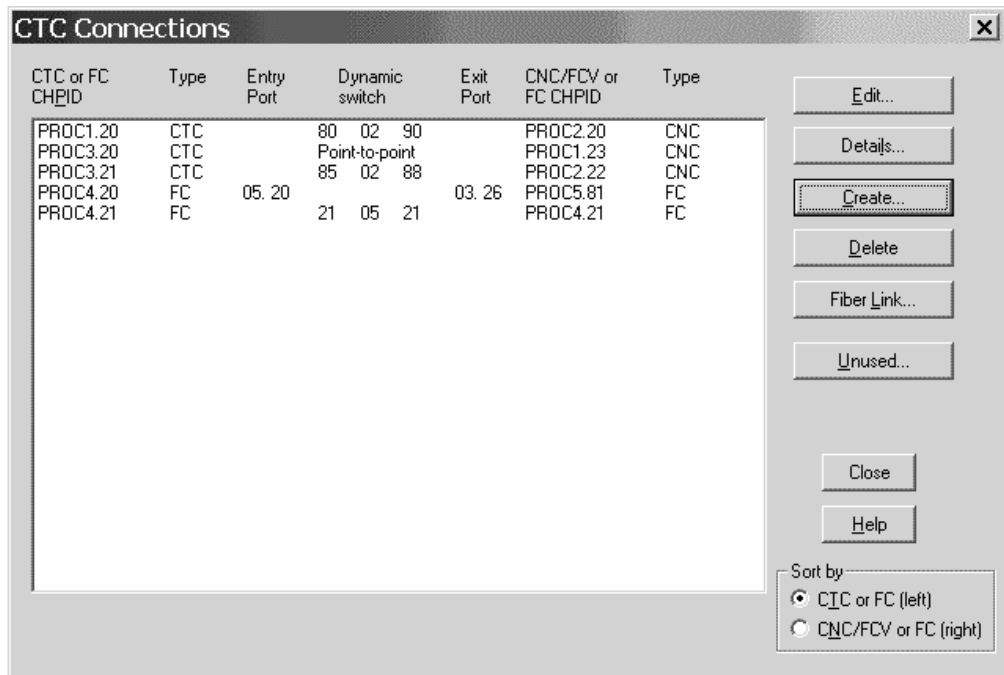 CTC Connections
CTC or FC CHPID Type Entry Port Dynamic switch Exit Port CNC/FCV or FC CHPID Type
PROC1.20 CTC 80 02 90 PROC2.20 CNC
PROC3.20 CTC Point-to-point PROC1.23 CNC
PROC3.21 CTC 85 02 88 PROC2.22 CNC
PROC4.20 FC 05. 20 03. 26 PROC5.81 FC
PROC4.21 FC 21 05 21 PROC4.21 FC
Edit...
Details...
Create...
Delete
Fiber Link...
Unused...
Close
Help
Sort by
CTC or FC (left)
CNC/FCV or FC (right)